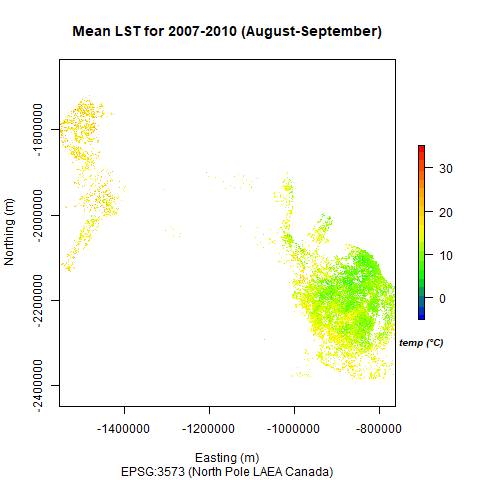 Mean LST for 2007-2010 (August-September)
Northing (m)
-1800000
-2000000
-2200000
-2400000
30
20
10
0
temp (°C)
-1400000 -1200000 -1000000 -800000
Easting (m)
EPSG:3573 (North Pole LAEA Canada)